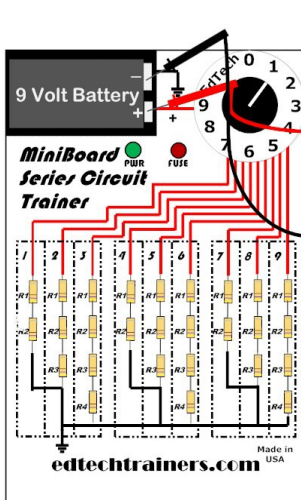 9 Volt Battery
−
+
+
EdTech
0
1
2
3
4
5
6
7
8
9
MiniBoard
Series Circuit
Trainer
PWR
FUSE
1 2 3 4 5 6 7 8 9
R1 R1 R1 R1 R1 R1 R1 R1 R1
R2 R2 R2 R2 R2 R2 R2 R2 R2
R3 R3 R3 R3 R3 R3
R4 R4 R4
Made in
USA
edtechtrainers.com